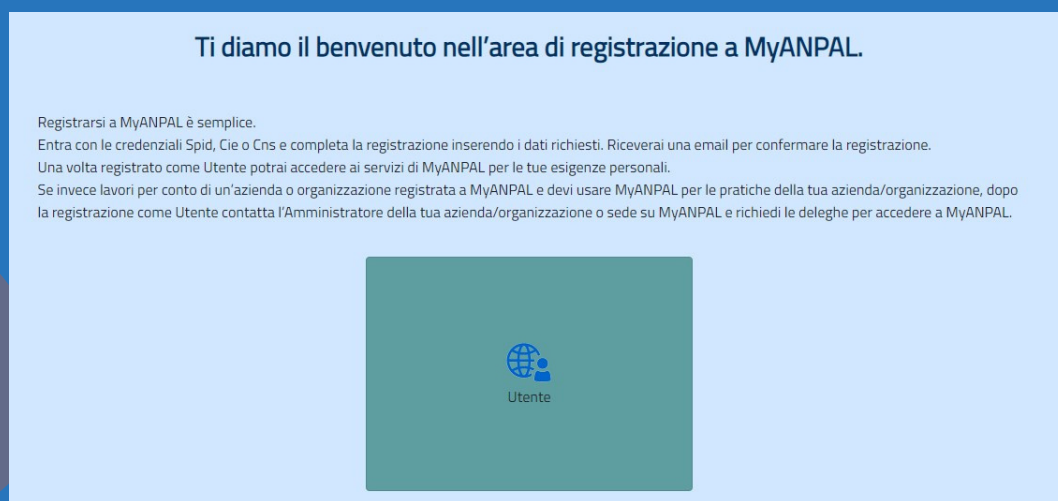 Ti diamo il benvenuto nell’area di registrazione a MyANPAL.
Registrarsi a MyANPAL è semplice.
Entra con le credenziali Spid, Cie o Cns e completa la registrazione inserendo i dati richiesti. Riceverai una email per confermare la registrazione.
Una volta registrato come Utente potrai accedere ai servizi di MyANPAL per le tue esigenze personali.
Se invece lavori per conto di un’azienda o organizzazione registrata a MyANPAL e devi usare MyANPAL per le pratiche della tua azienda/organizzazione, dopo
la registrazione come Utente contatta l’Amministratore della tua azienda/organizzazione o sede su MyANPAL e richiedi le deleghe per accedere a MyANPAL.
Utente